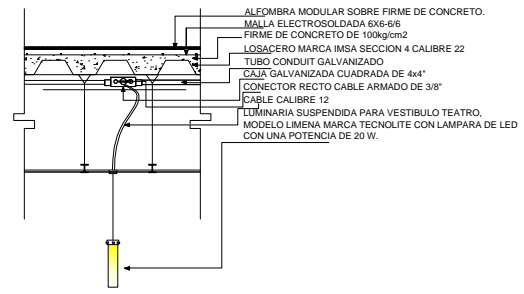 ALFOMBRA MODULAR SOBRE FIRME DE CONCRETO.
MALLA ELECTROSOLDADA 6X6-6/6
FIRME DE CONCRETO DE 100kg/cm2
LOSACERO MARCA IMSA SECCION 4 CALIBRE 22
TUBO CONDUIT GALVANIZADO
CAJA GALVANIZADA CUADRADA DE 4x4"
CONECTOR RECTO CABLE ARMADO DE 3/8"
CABLE CALIBRE 12
LUMINARIA SUSPENDIDA PARA VESTIBULO TEATRO,
MODELO LIMENA MARCA TECNOLITE CON LAMPARA DE LED
CON UNA POTENCIA DE 20 W.